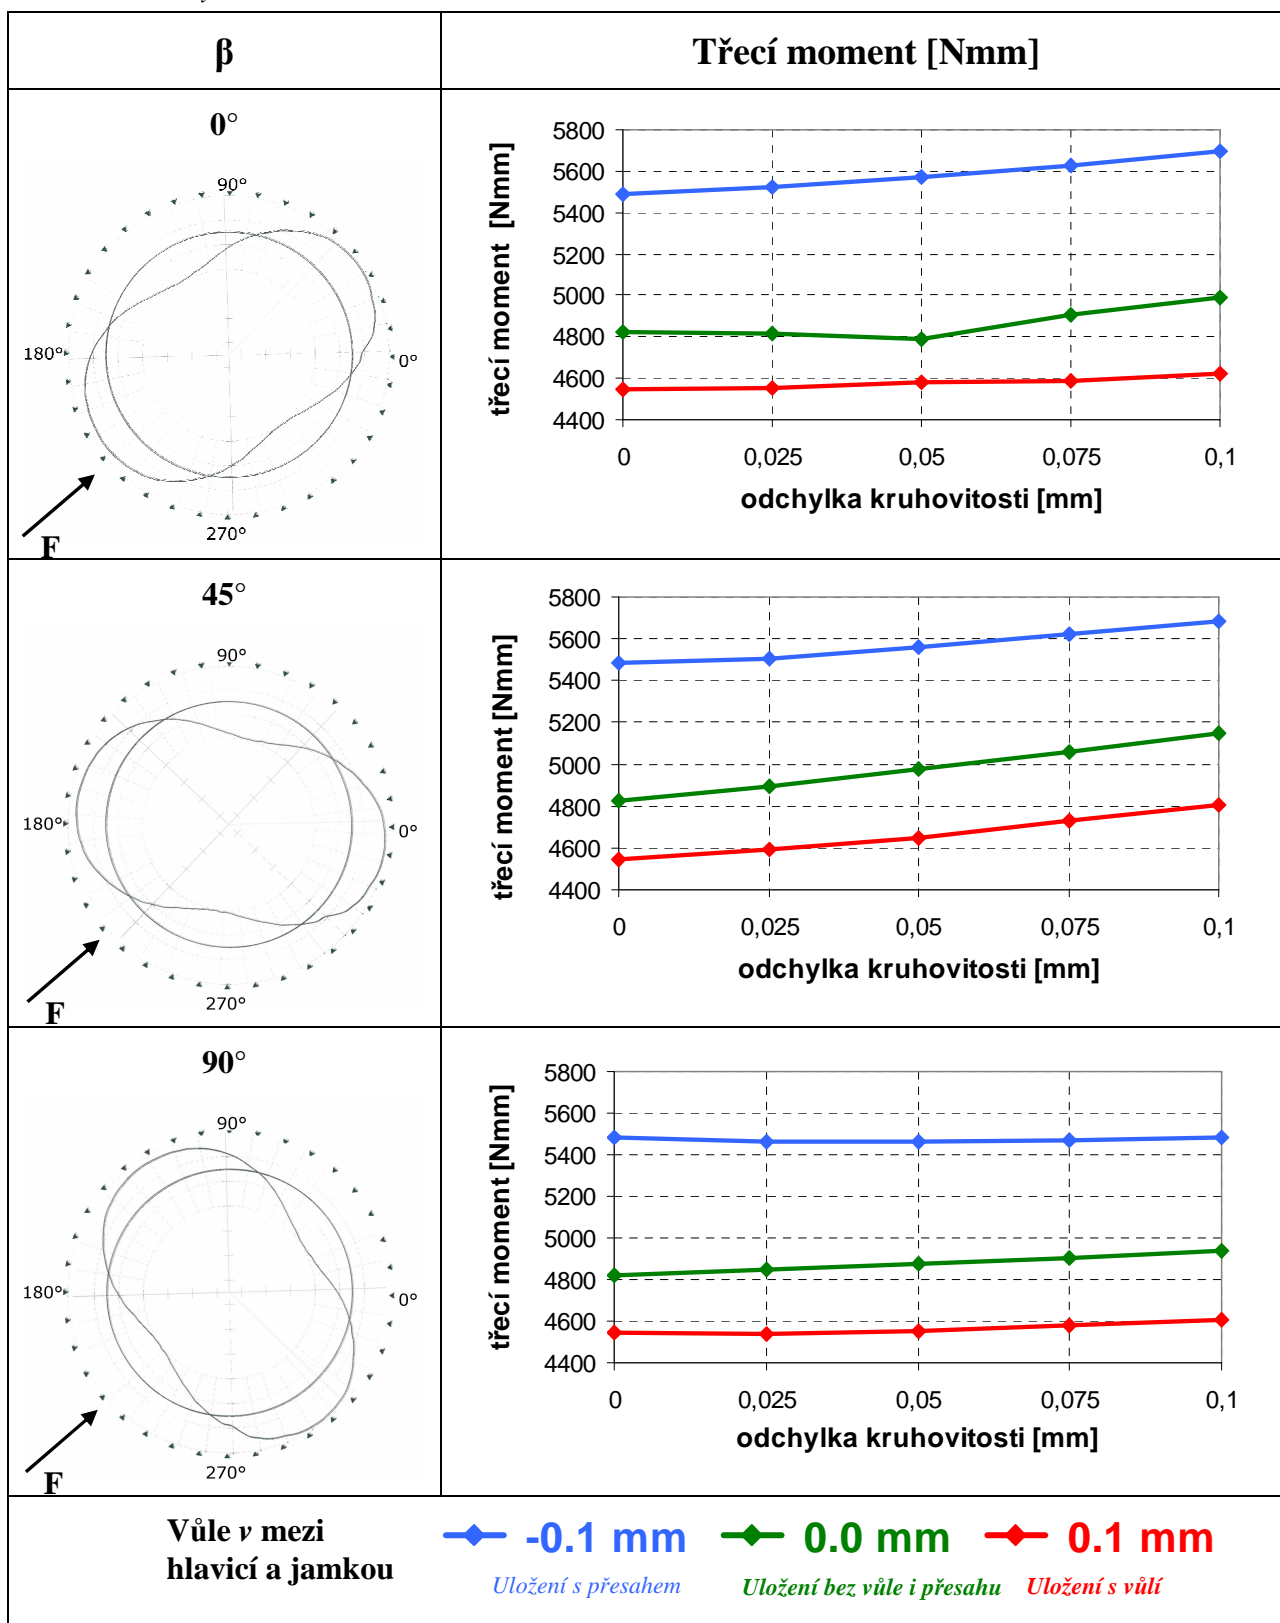 β
Třecí moment [Nmm]
0°
90°
180°
0°
270°
F
třecí moment [Nmm]
5800
5600
5400
5200
5000
4800
4600
4400
0 0,025 0,05 0,075 0,1
odchylka kruhovitosti [mm]
45°
90°
180°
0°
270°
F
třecí moment [Nmm]
5800
5600
5400
5200
5000
4800
4600
4400
0 0,025 0,05 0,075 0,1
odchylka kruhovitosti [mm]
90°
90°
180°
0°
270°
F
třecí moment [Nmm]
5800
5600
5400
5200
5000
4800
4600
4400
0 0,025 0,05 0,075 0,1
odchylka kruhovitosti [mm]
Vůle v mezi
hlavicí a jamkou
-0.1 mm 0.0 mm 0.1 mm
Uložení s přesahem Uložení bez vůle i přesahu Uložení s vůlí